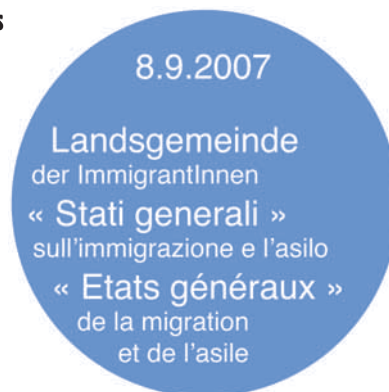 s
8.9.2007
Landsgemeinde
der ImmigrantInnen
« Stati generali »
sull'immigrazione e l'asilo
« Etats généraux »
de la migration
et de l'asile